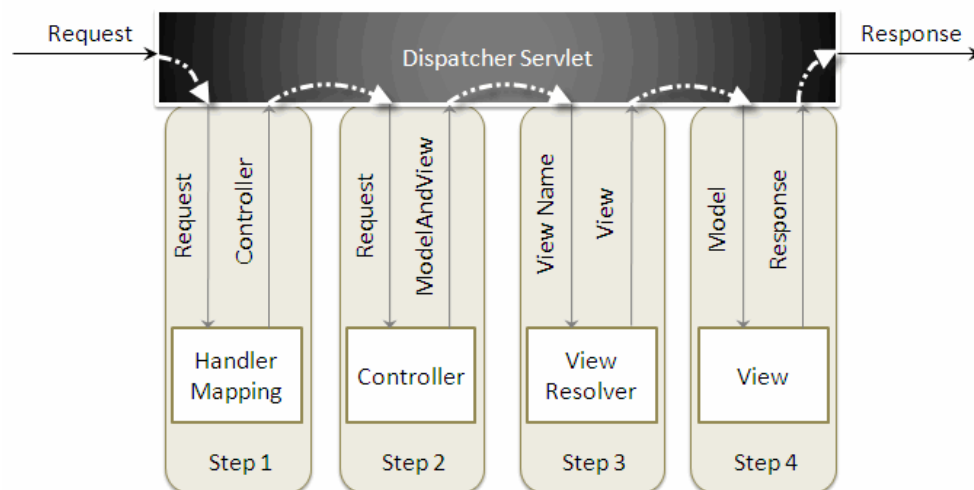 Request
Dispatcher Servlet
Response
Request
Controller
Request
ModelAndView
View Name
View
Model
Response
Handler
Mapping
Controller
View
Resolver
View
Step 1
Step 2
Step 3
Step 4